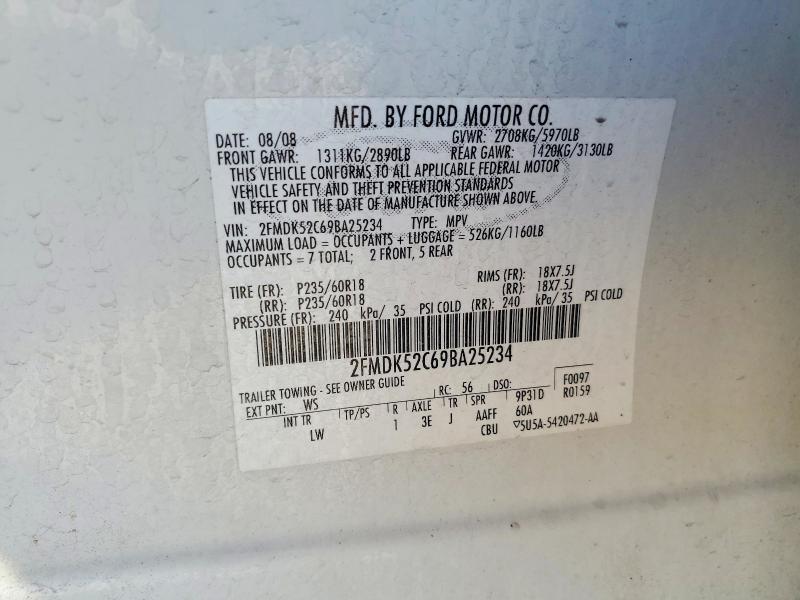 MFD. BY FORD MOTOR CO.
DATE: 08/08 GVWR: 2708KG/5970LB
FRONT GAWR: 1311KG/2890LB REAR GAWR: 1420KG/3130LB
THIS VEHICLE CONFORMS TO ALL APPLICABLE FEDERAL MOTOR
VEHICLE SAFETY AND THEFT PREVENTION STANDARDS
IN EFFECT ON THE DATE OF MANUFACTURE SHOWN ABOVE.
VIN: 2FMDK52C69BA25234 TYPE: MPV
MAXIMUM LOAD = OCCUPANTS + LUGGAGE = 526KG/1160LB
OCCUPANTS = 7 TOTAL; 2 FRONT, 5 REAR
TIRE (FR): P235/60R18 RIMS (FR): 18X7.5J
(RR): P235/60R18 (RR): 18X7.5J
PRESSURE (FR): 240 kPa/ 35 PSI COLD (RR): 240 kPa/ 35 PSI COLD
2FMDK52C69BA25234
TRAILER TOWING - SEE OWNER GUIDE
EXT PNT: WS RC: 56 DSO: F0097
INT TR TP/PS R AXLE TR SPR 9P31D R0159
LW 1 3E J AAFF 60A
CBU ▽5U5A-5420472-AA